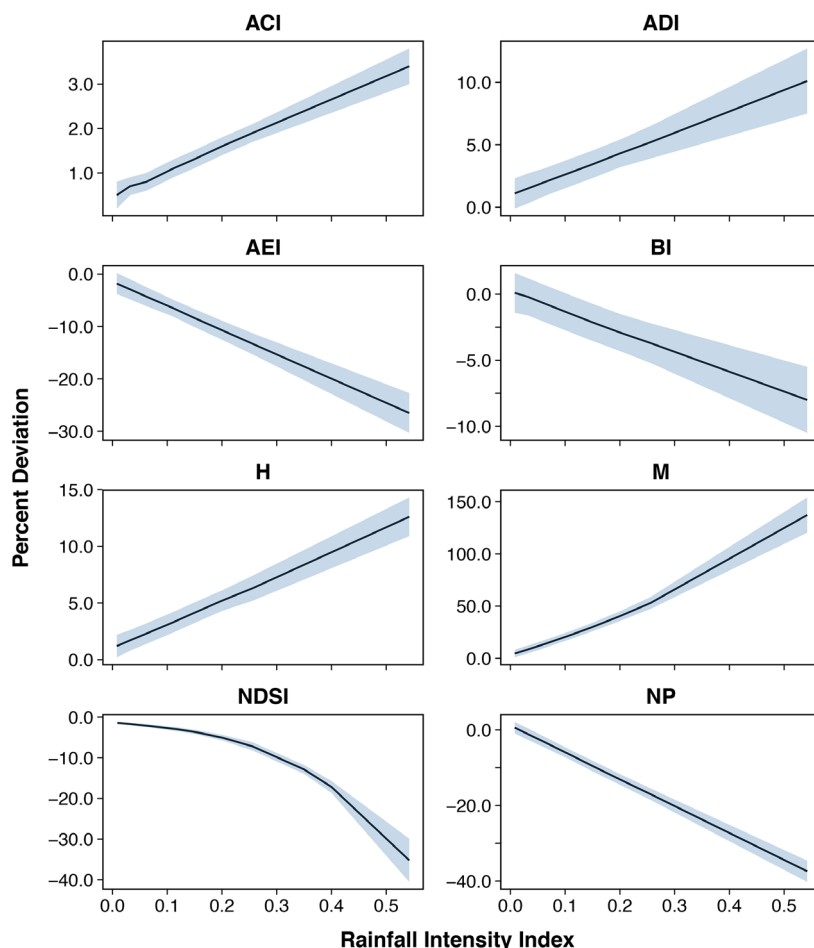 ACI
3.0
2.0
1.0
ADI
10.0
5.0
0.0
AEI
0.0
−10.0
−20.0
−30.0
BI
0.0
−5.0
−10.0
H
15.0
10.0
5.0
0.0
M
150.0
100.0
50.0
0.0
NDSI
0.0
−10.0
−20.0
−30.0
−40.0
0.0 0.1 0.2 0.3 0.4 0.5
NP
0.0
−20.0
−40.0
0.0 0.1 0.2 0.3 0.4 0.5
Percent Deviation
Rainfall Intensity Index